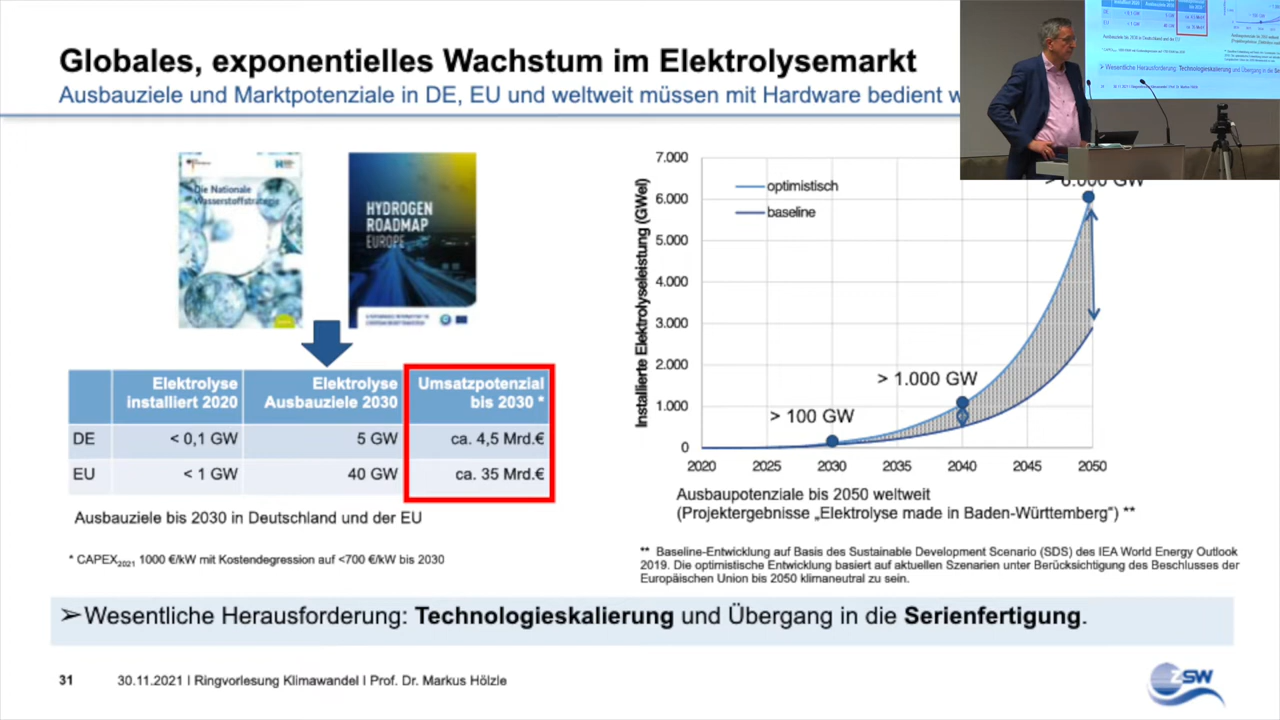 Globales, exponentielles Wachstum im Elektrolysemarkt
Ausbauziele und Marktpotenziale in DE, EU und weltweit müssen mit Hardware bedient
Die Nationale
Wasserstoffstrategie
HYDROGEN
ROADMAP
EUROPE
Elektrolyse installiert 2020
Elektrolyse Ausbauziele 2030
Umsatzpotenzial bis 2030 *
DE < 0,1 GW 5 GW ca. 4,5 Mrd.€
EU < 1 GW 40 GW ca. 35 Mrd.€
Ausbauziele bis 2030 in Deutschland und der EU
* CAPEX2021 1000 €/kW mit Kostendegression auf <700 €/kW bis 2030
Installierte Elektrolyseleistung (GWel)
7.000
6.000
5.000
4.000
3.000
2.000
1.000
0
optimistisch
baseline
> 6.000 GW
> 1.000 GW
> 100 GW
2020 2025 2030 2035 2040 2045 2050
Ausbaupotenziale bis 2050 weltweit
(Projektergebnisse „Elektrolyse made in Baden-Württemberg“) **
** Baseline-Entwicklung auf Basis des Sustainable Development Scenario (SDS) des IEA World Energy Outlook
2019. Die optimistische Entwicklung basiert auf aktuellen Szenarien unter Berücksichtigung des Beschlusses der
Europäischen Union bis 2050 klimaneutral zu sein.
➢Wesentliche Herausforderung: Technologieskalierung und Übergang in die Serienfertigung.
31 30.11.2021 I Ringvorlesung Klimawandel I Prof. Dr. Markus Hölzle
ZSW
➢ Wesentliche Herausforderung: Technologieskalierung und Übergang in die